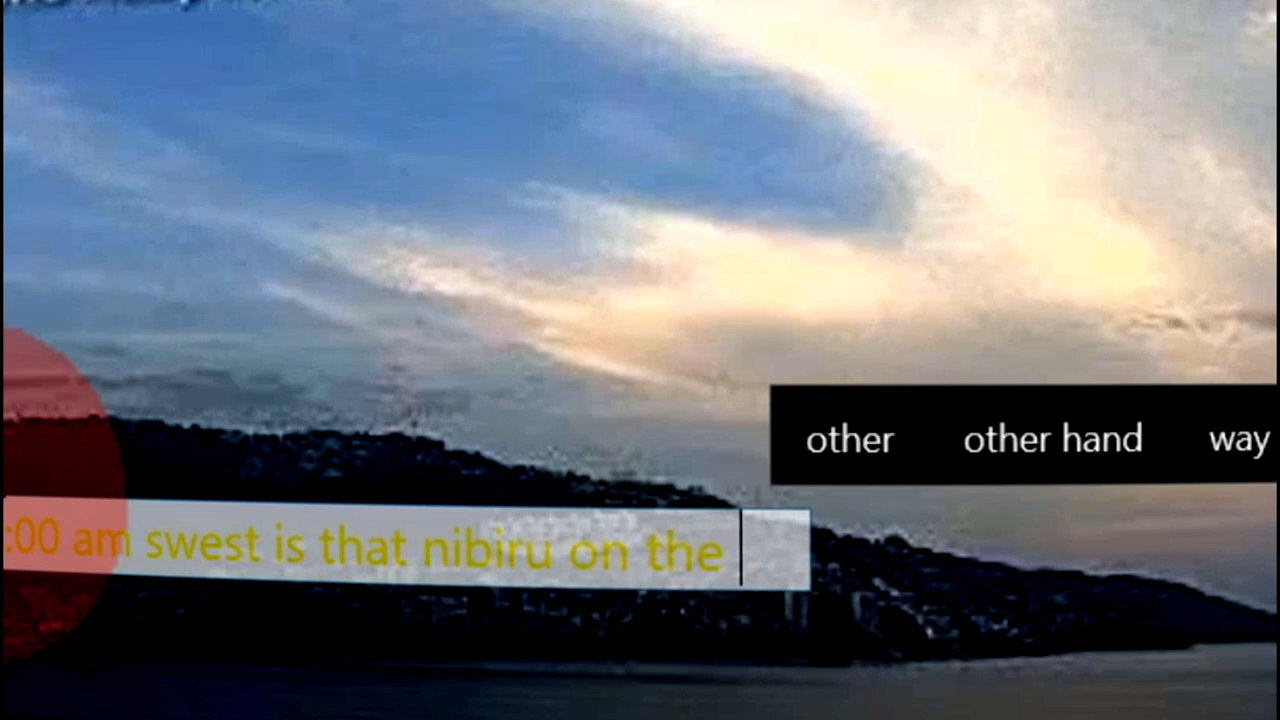 other other hand way
:00 am swest is that nibiru on the